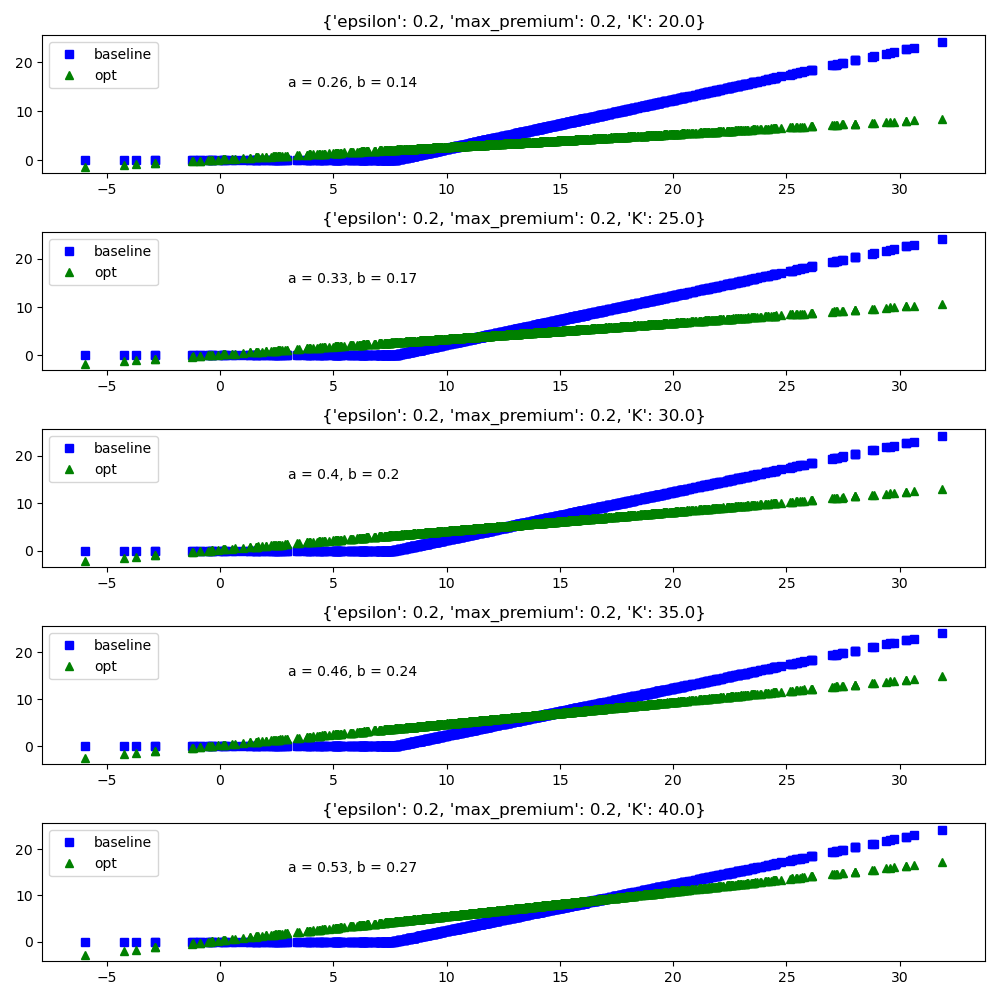 {'epsilon': 0.2, 'max_premium': 0.2, 'K': 20.0}
baseline
opt
a = 0.26, b = 0.14
20
10
0
−5 0 5 10 15 20 25 30
{'epsilon': 0.2, 'max_premium': 0.2, 'K': 25.0}
baseline
opt
a = 0.33, b = 0.17
20
10
0
−5 0 5 10 15 20 25 30
{'epsilon': 0.2, 'max_premium': 0.2, 'K': 30.0}
baseline
opt
a = 0.4, b = 0.2
20
10
0
−5 0 5 10 15 20 25 30
{'epsilon': 0.2, 'max_premium': 0.2, 'K': 35.0}
baseline
opt
a = 0.46, b = 0.24
20
10
0
−5 0 5 10 15 20 25 30
{'epsilon': 0.2, 'max_premium': 0.2, 'K': 40.0}
baseline
opt
a = 0.53, b = 0.27
20
10
0
−5 0 5 10 15 20 25 30